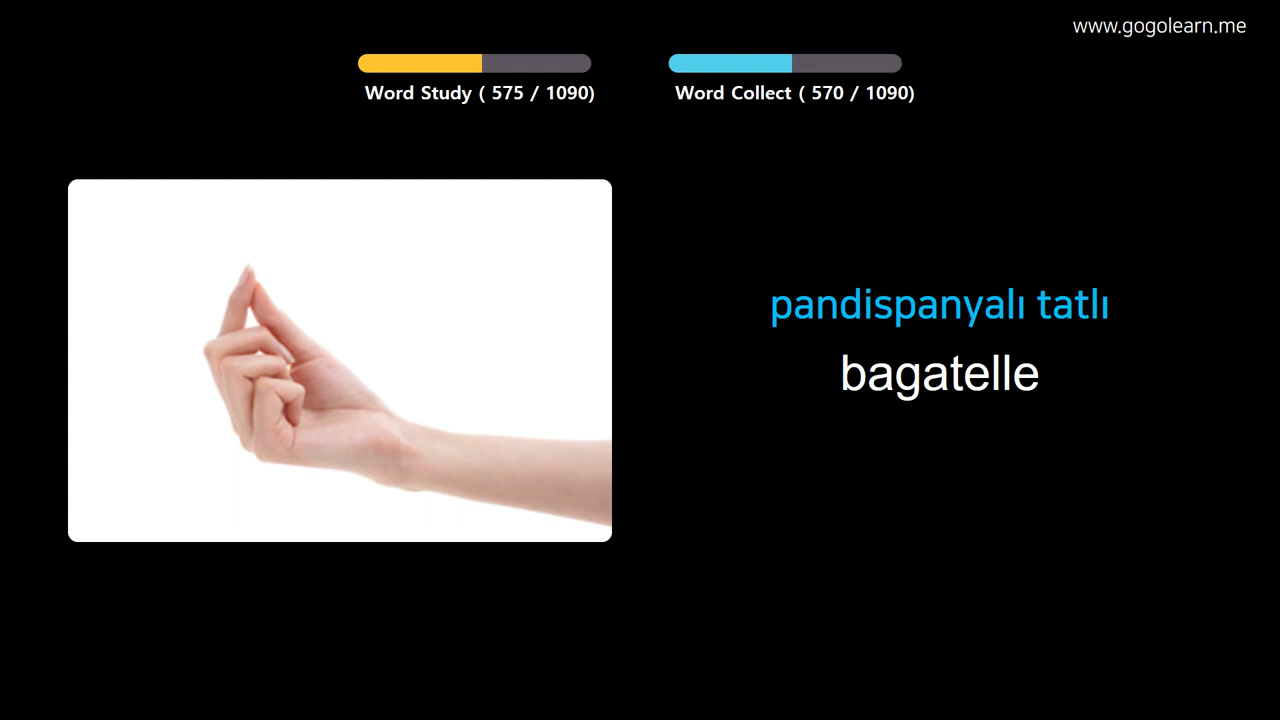 www.gogolearn.me
Word Study ( 575 / 1090)
Word Collect ( 570 / 1090)
pandispanyalı tatlı
bagatelle